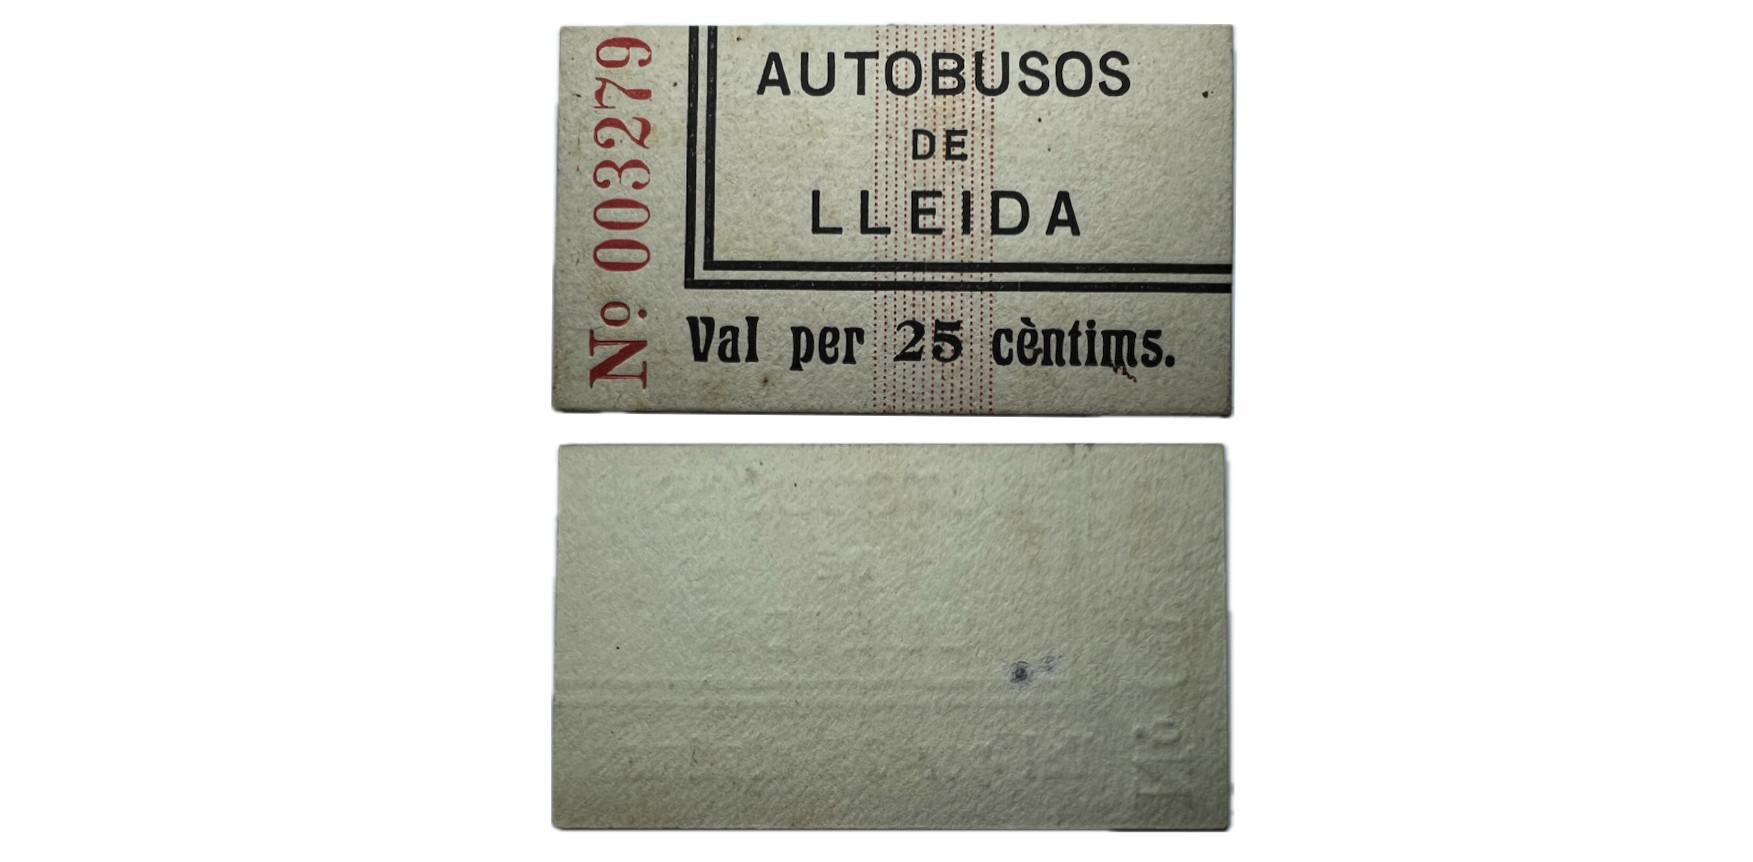 Nº 003279
AUTOBUSOS
DE
LLEIDA
Val per 25 cèntims.